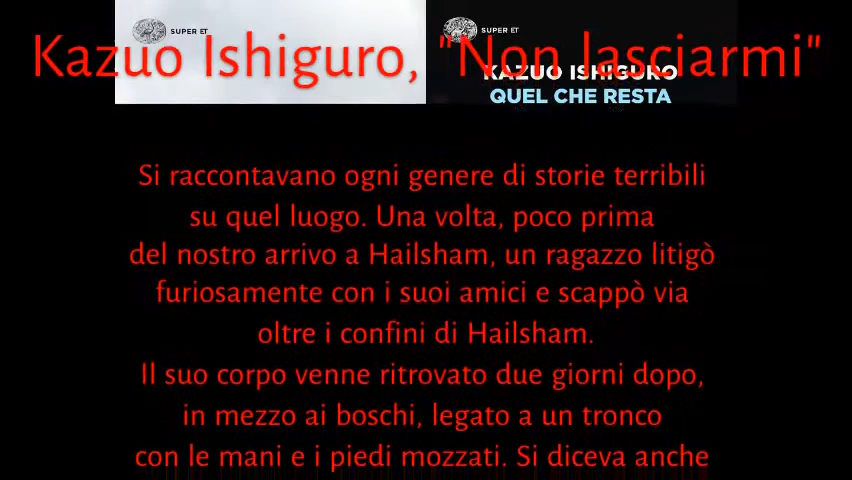 SUPER ET
SUPER ET
Kazuo Ishiguro, "Non lasciarmi"
KAZUO ISHIGURO
QUEL CHE RESTA
Si raccontavano ogni genere di storie terribili
su quel luogo. Una volta, poco prima
del nostro arrivo a Hailsham, un ragazzo litigò
furiosamente con i suoi amici e scappò via
oltre i confini di Hailsham.
Il suo corpo venne ritrovato due giorni dopo,
in mezzo ai boschi, legato a un tronco
con le mani e i piedi mozzati. Si diceva anche